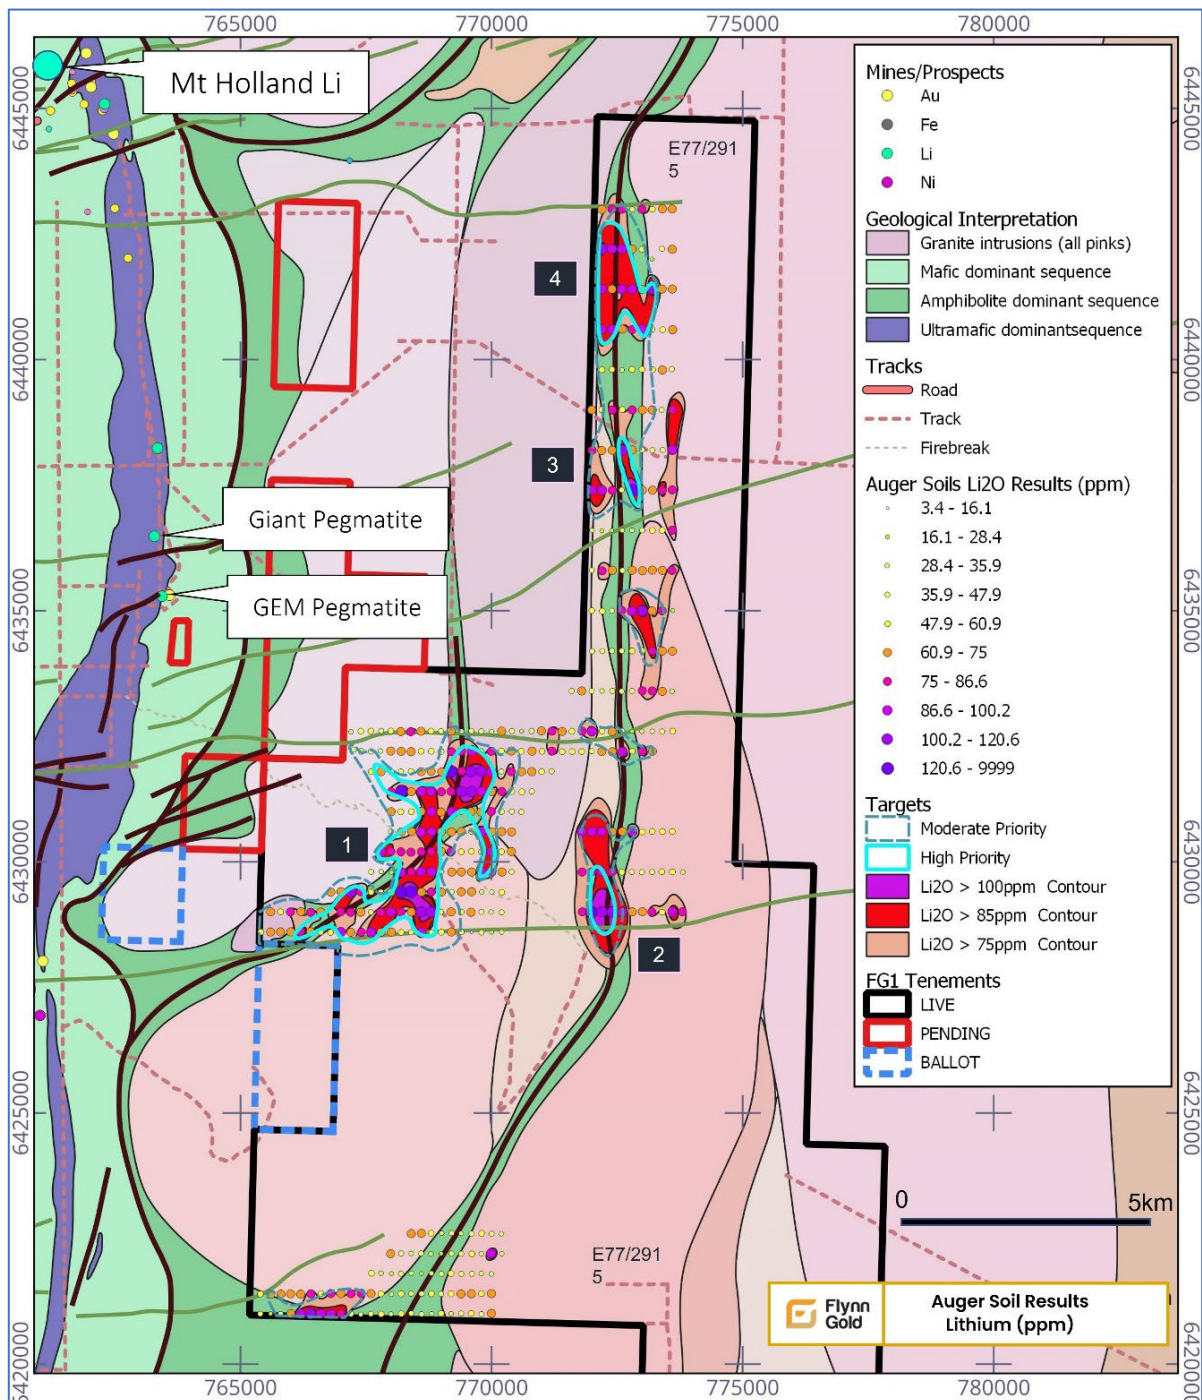 765000
770000
775000
780000
Mt Holland Li
6445000
6445000
E77/291
5
4
6440000
6440000
3
Giant Pegmatite
GEM Pegmatite
6435000
6435000
1
6430000
6430000
2
6425000
6425000
E77/291
5
6420000
6420000
Mines/Prospects
Au
Fe
Li
Ni
Geological Interpretation
Granite intrusions (all pinks)
Mafic dominant sequence
Amphibolite dominant sequence
Ultramafic dominantsequence
Tracks
Road
Track
Firebreak
Auger Soils Li2O Results (ppm)
3.4 - 16.1
16.1 - 28.4
28.4 - 35.9
35.9 - 47.9
47.9 - 60.9
60.9 - 75
75 - 86.6
86.6 - 100.2
100.2 - 120.6
120.6 - 9999
Targets
Moderate Priority
High Priority
Li2O > 100ppm Contour
Li2O > 85ppm Contour
Li2O > 75ppm Contour
FG1 Tenements
LIVE
PENDING
BALLOT
0 5km
Flynn
Gold
Auger Soil Results
Lithium (ppm)
765000
770000
775000
780000